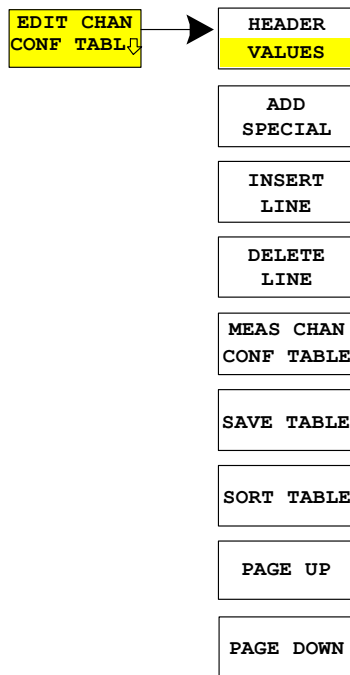 EDIT CHAN
CONF TABL
HEADER
VALUES
ADD
SPECIAL
INSERT
LINE
DELETE
LINE
MEAS CHAN
CONF TABLE
SAVE TABLE
SORT TABLE
PAGE UP
PAGE DOWN